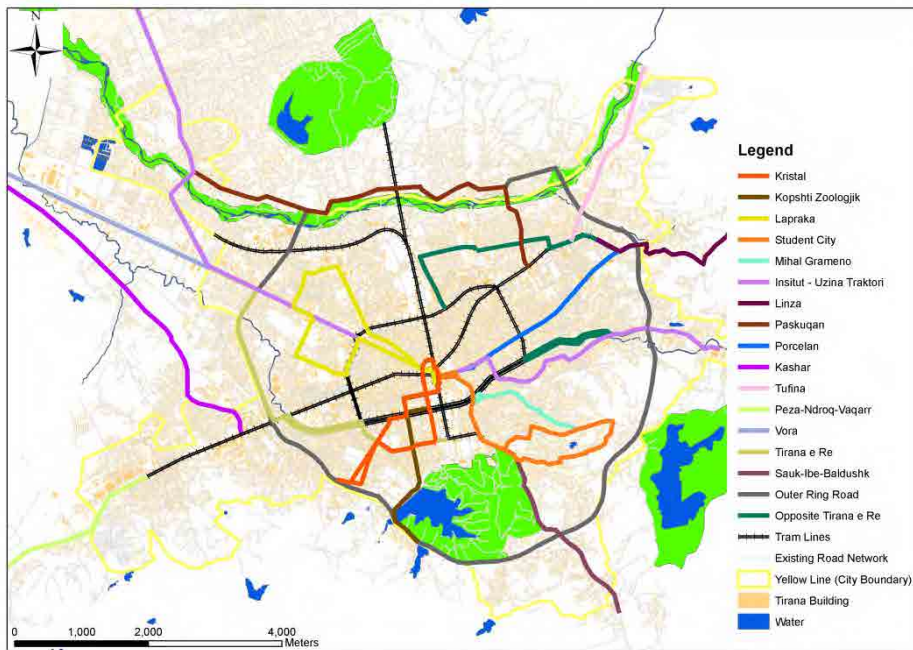 N
Legend
Kristal
Kopshti Zoologjik
Lapraka
Student City
Mihal Grameno
Insitut - Uzina Traktori
Linza
Paskuqan
Porcelan
Kashar
Tufina
Peza-Ndroq-Vaqarr
Vora
Tirana e Re
Sauk-Ibe-Baldushk
Outer Ring Road
Opposite Tirana e Re
Tram Lines
Existing Road Network
Yellow Line (City Boundary)
Tirana Building
Water
0 1,000 2,000 4,000
Meters